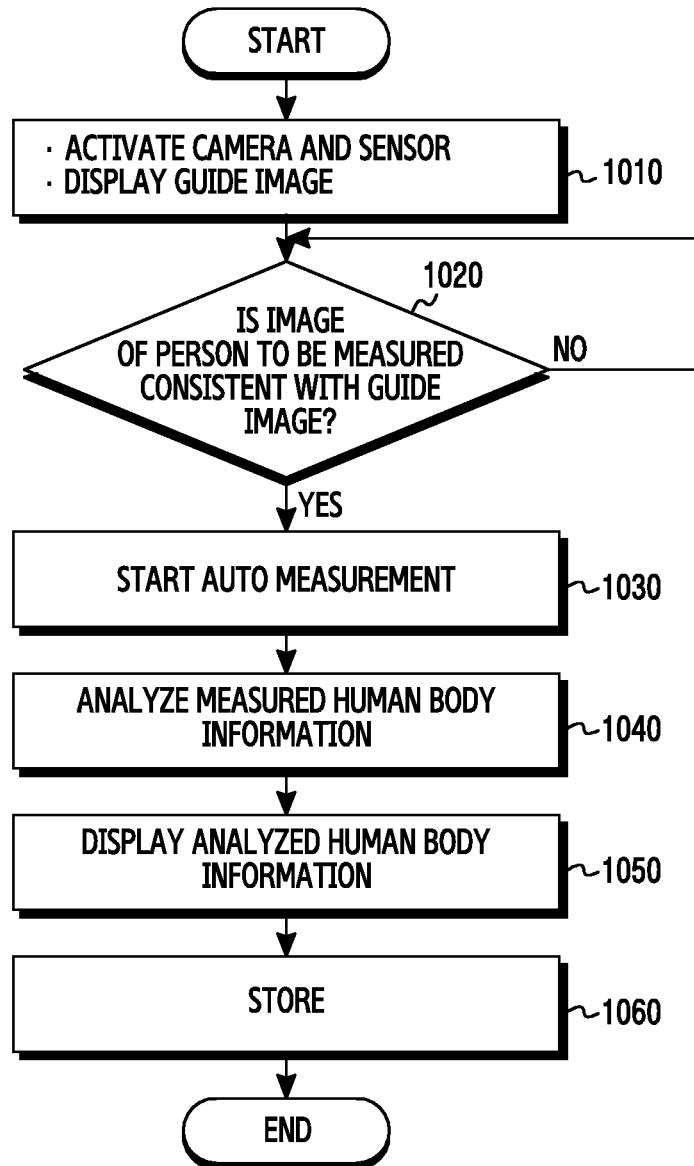 START
· ACTIVATE CAMERA AND SENSOR
· DISPLAY GUIDE IMAGE
1010
1020
IS IMAGE
OF PERSON TO BE MEASURED
CONSISTENT WITH GUIDE
IMAGE?
NO
YES
START AUTO MEASUREMENT
1030
ANALYZE MEASURED HUMAN BODY
INFORMATION
1040
DISPLAY ANALYZED HUMAN BODY
INFORMATION
1050
STORE
1060
END